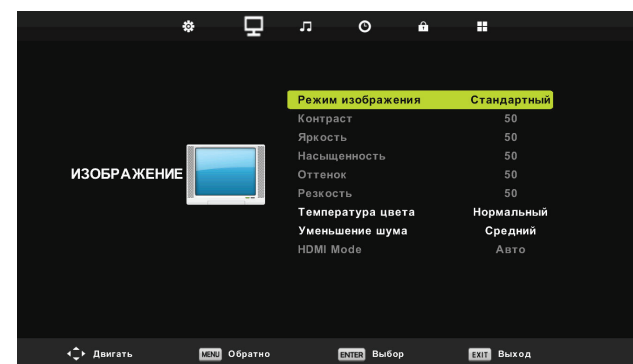 Режим изображения Стандартный
Контраст 50
Яркость 50
Насыщенность 50
ИЗОБРАЖЕНИЕ
Оттенок 50
Резкость 50
Температура цвета Нормальный
Уменьшение шума Средний
HDMI Mode Авто
Двигать MENU Обратно ENTER Выбор EXIT Выход